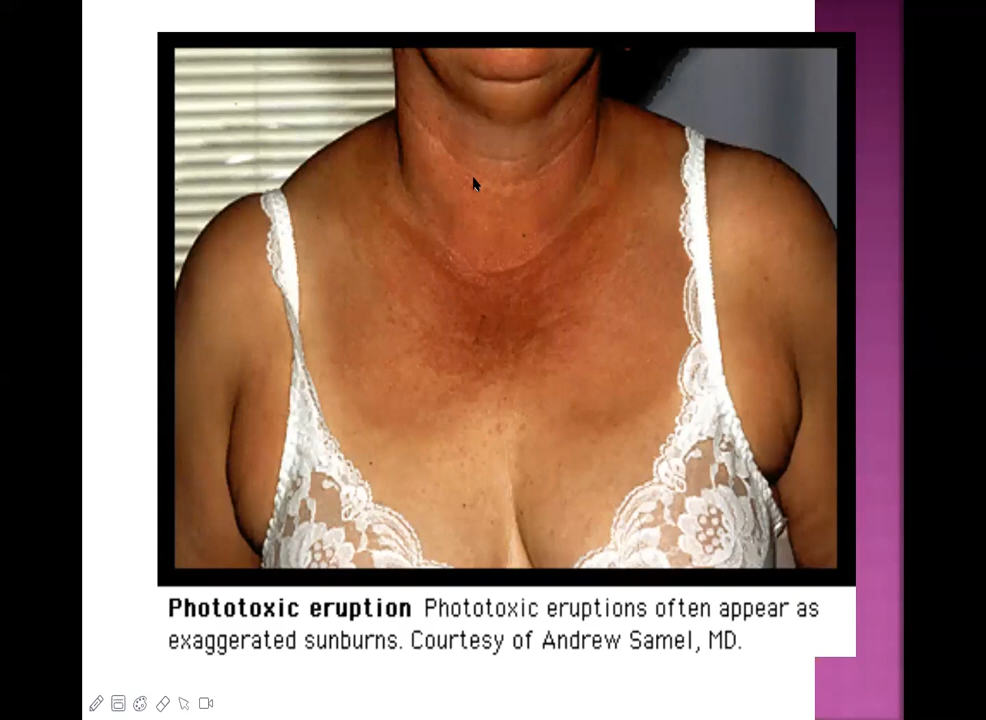 Phototoxic eruption Phototoxic eruptions often appear as
exaggerated sunburns. Courtesy of Andrew Samel, MD.